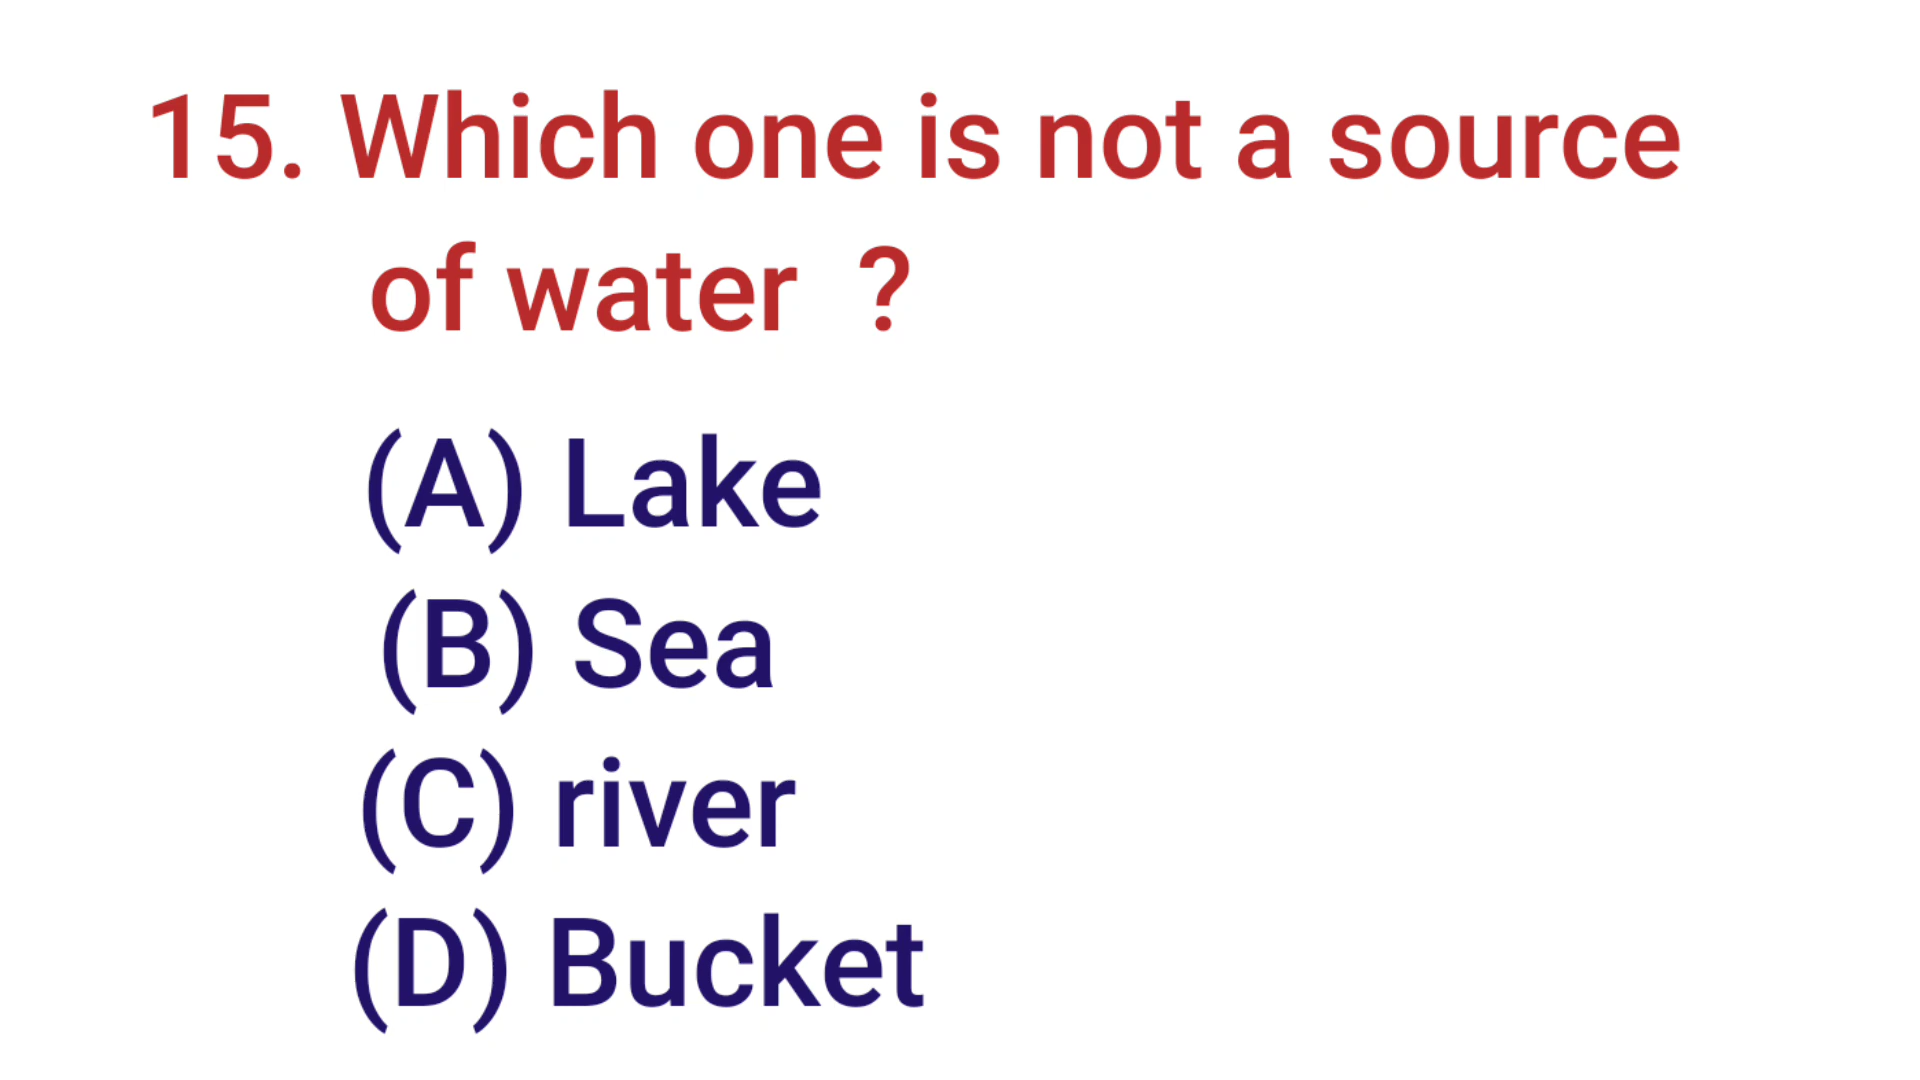 15. Which one is not a source
of water ?
(A) Lake
(B) Sea
(C) river
(D) Bucket